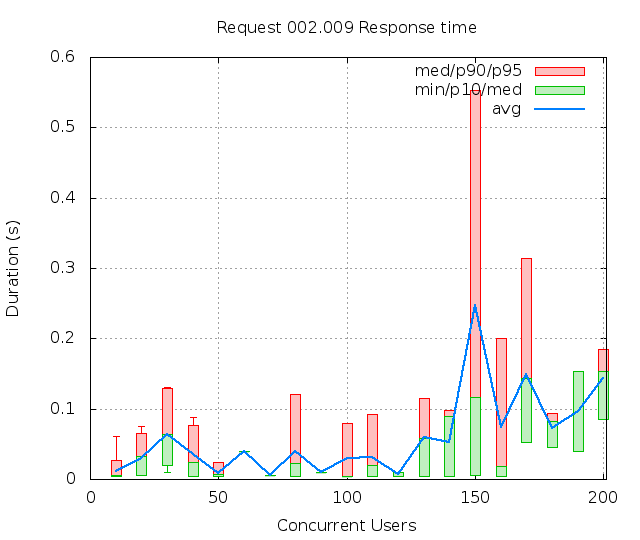 Request 002.009 Response time
med/p90/p95
min/p10/med
avg
0.6
0.5
0.4
0.3
0.2
0.1
0
Duration (s)
0 50 100 150 200
Concurrent Users